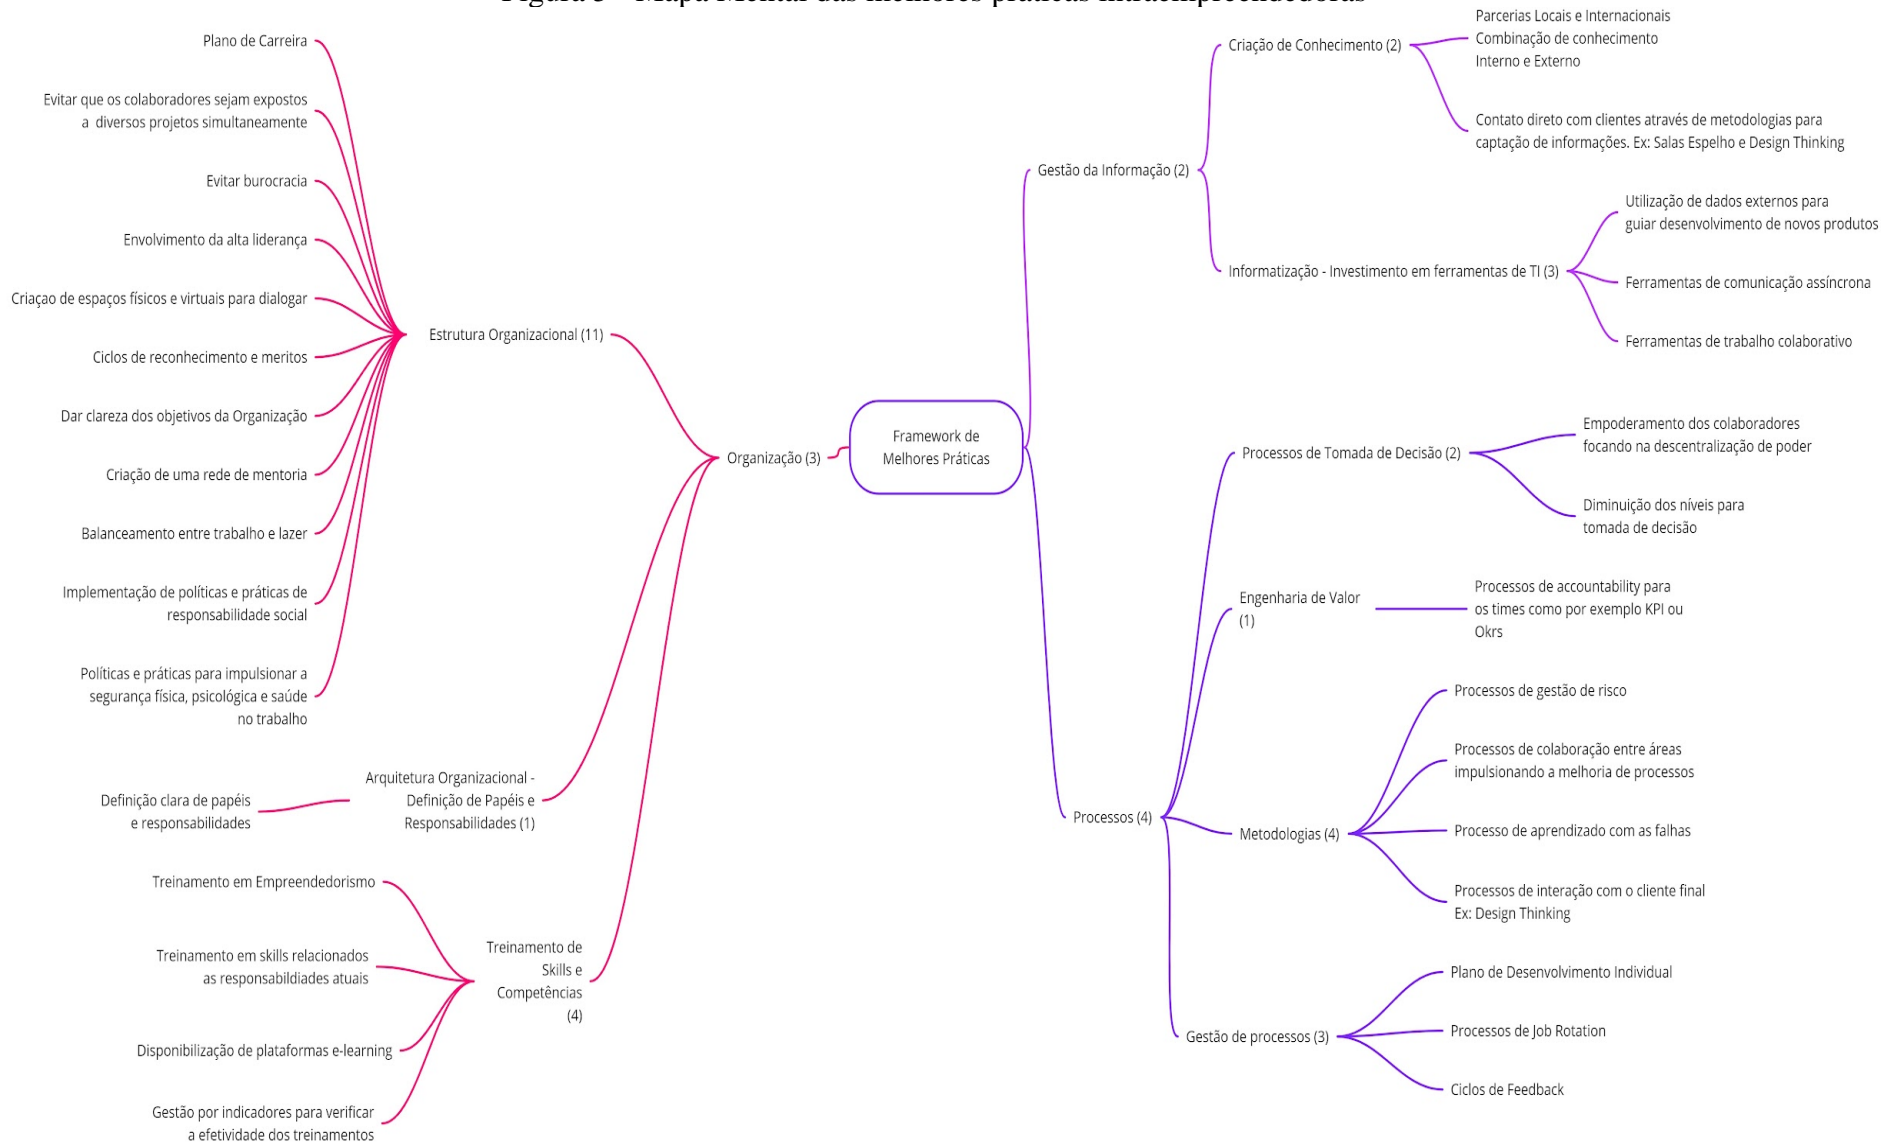 Figura 3 – Mapa Mental das melhores práticas intraempreendedoras
Plano de Carreira
Evitar que os colaboradores sejam expostos
a diversos projetos simultaneamente
Evitar burocracia
Envolvimento da alta liderança
Criaçao de espaços físicos e virtuais para dialogar
Ciclos de reconhecimento e meritos
Dar clareza dos objetivos da Organização
Criação de uma rede de mentoria
Balanceamento entre trabalho e lazer
Implementação de políticas e práticas de
responsabilidade social
Políticas e práticas para impulsionar a
segurança física, psicológica e saúde
no trabalho
Estrutura Organizacional (11)
Definição clara de papéis
e responsabilidades
Arquitetura Organizacional -
Definição de Papéis e
Responsabilidades (1)
Treinamento em Empreendedorismo
Treinamento em skills relacionados
as responsabildiades atuais
Disponibilização de plataformas e-learning
Gestão por indicadores para verificar
a efetividade dos treinamentos
Treinamento de
Skills e
Competências
(4)
Organização (3)
Framework de
Melhores Práticas
Gestão da Informação (2)
Criação de Conhecimento (2)
Parcerias Locais e Internacionais
Combinação de conhecimento
Interno e Externo
Contato direto com clientes através de metodologias para
captação de informações. Ex: Salas Espelho e Design Thinking
Informatização - Investimento em ferramentas de TI (3)
Utilização de dados externos para
guiar desenvolvimento de novos produtos
Ferramentas de comunicação assíncrona
Ferramentas de trabalho colaborativo
Processos (4)
Processos de Tomada de Decisão (2)
Empoderamento dos colaboradores
focando na descentralização de poder
Diminuição dos níveis para
tomada de decisão
Engenharia de Valor
(1)
Processos de accountability para
os times como por exemplo KPI ou
Okrs
Metodologias (4)
Processos de gestão de risco
Processos de colaboração entre áreas
impulsionando a melhoria de processos
Processo de aprendizado com as falhas
Processos de interação com o cliente final
Ex: Design Thinking
Gestão de processos (3)
Plano de Desenvolvimento Individual
Processos de Job Rotation
Ciclos de Feedback